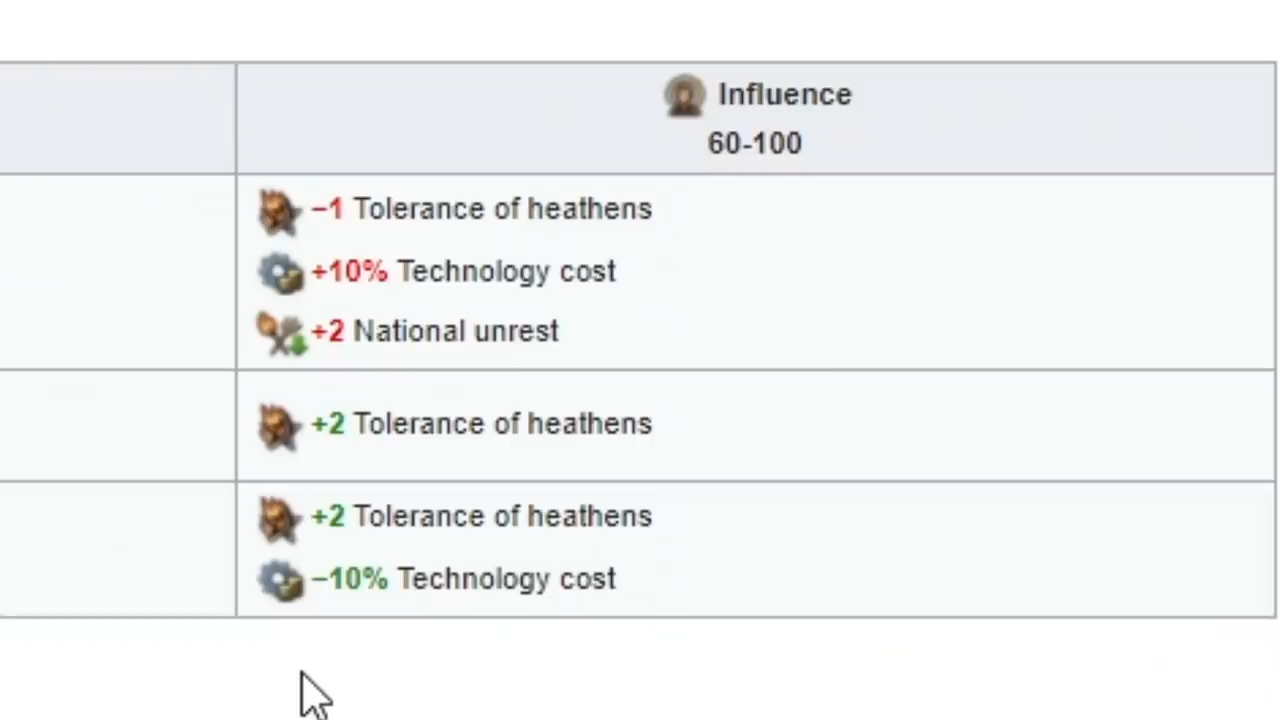 Influence
60-100
−1 Tolerance of heathens
+10% Technology cost
+2 National unrest
+2 Tolerance of heathens
+2 Tolerance of heathens
−10% Technology cost